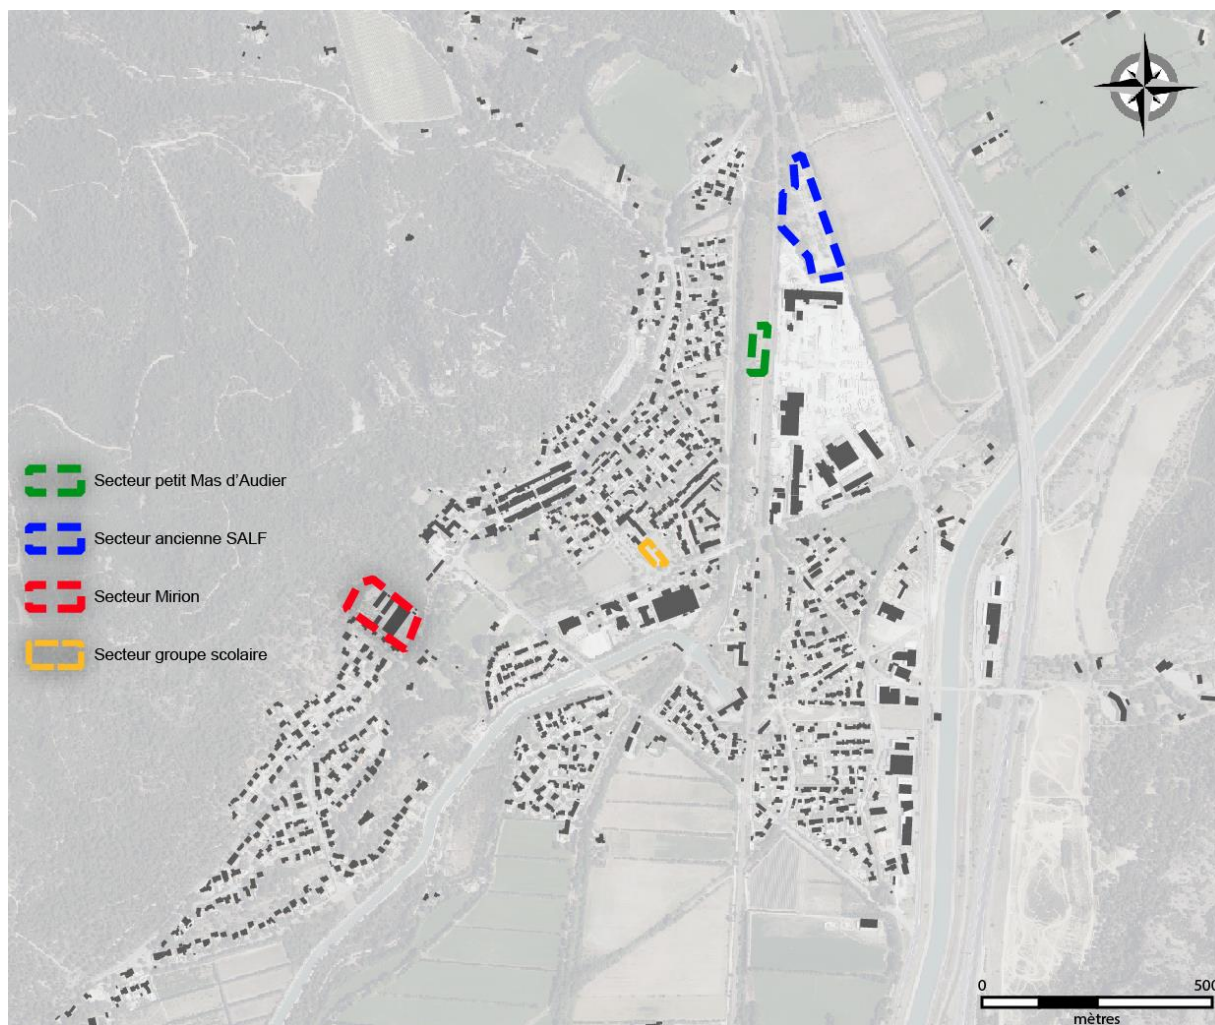 Secteur petit Mas d'Audier
Secteur ancienne SALF
Secteur Mirion
Secteur groupe scolaire
0 500
mètres